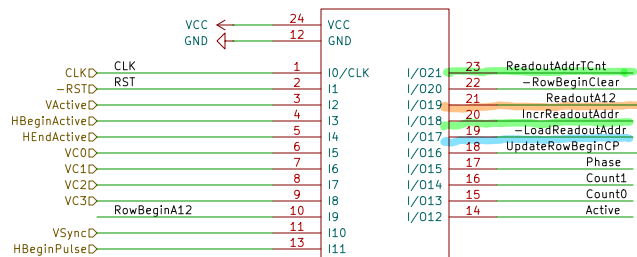 VCC 24 VCC
GND 12 GND
CLK CLK 1 I0/CLK I/O21 23 ReadoutAddrTCnt
-RST RST 2 I1 I/O20 22 -RowBeginClear
VActive 3 I2 I/O19 21 ReadoutA12
HBeginActive 4 I3 I/O18 20 IncrReadoutAddr
HEndActive 5 I4 I/O17 19 -LoadReadoutAddr
VC0 6 I5 I/O16 18 UpdateRowBeginCP
VC1 7 I6 I/O15 17 Phase
VC2 8 I7 I/O14 16 Count1
VC3 9 I8 I/O13 15 Count0
RowBeginA12 10 I9 I/O12 14 Active
VSync 11 I10
HBeginPulse 13 I11